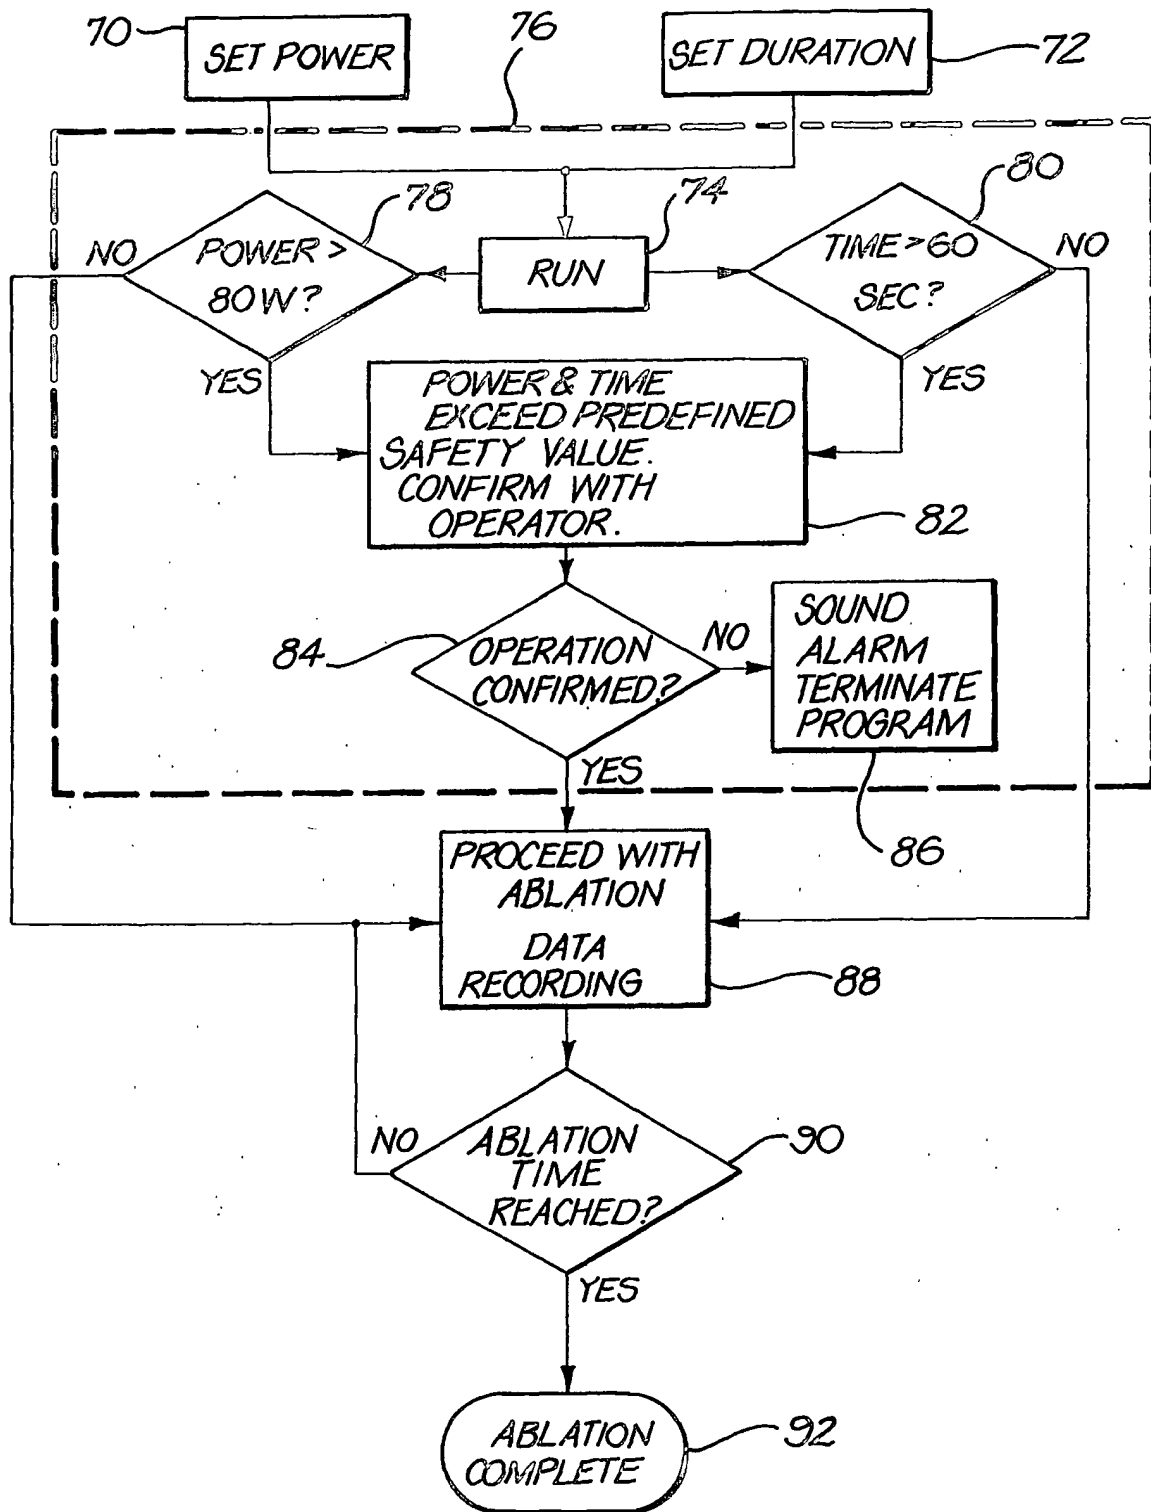 70
SET POWER
76
SET DURATION
72
78
74
80
NO
POWER >
80W?
RUN
TIME > 60
SEC?
NO
YES
YES
POWER & TIME
EXCEED PREDEFINED
SAFETY VALUE.
CONFIRM WITH
OPERATOR.
82
84
OPERATION
CONFIRMED?
NO
SOUND
ALARM
TERMINATE
PROGRAM
86
YES
PROCEED WITH
ABLATION
DATA
RECORDING
88
NO
ABLATION
TIME
REACHED?
90
YES
ABLATION
COMPLETE
92